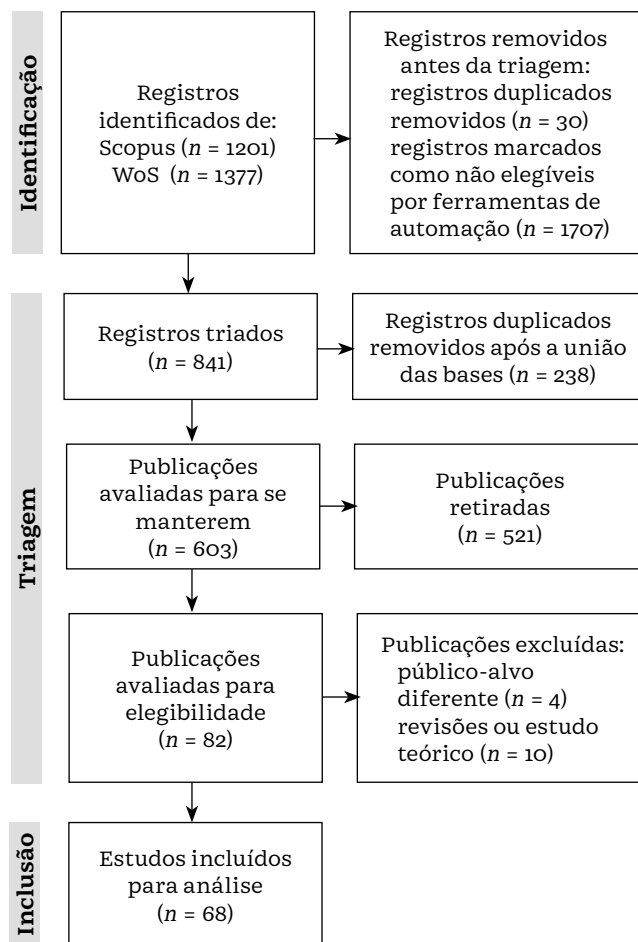 Identificação
Registros
identificados de:
Scopus (n = 1201)
WoS (n = 1377)
Registros removidos
antes da triagem:
registros duplicados
removidos (n = 30)
registros marcados
como não elegíveis
por ferramentas de
automação (n = 1707)
Triagem
Registros triados
(n = 841)
Registros duplicados
removidos após a união
das bases (n = 238)
Publicações
avaliadas para se
manterem
(n = 603)
Publicações
retiradas
(n = 521)
Publicações
avaliadas para
elegibilidade
(n = 82)
Publicações excluídas:
público-alvo
diferente (n = 4)
revisões ou estudo
teórico (n = 10)
Inclusão
Estudos incluídos
para análise
(n = 68)